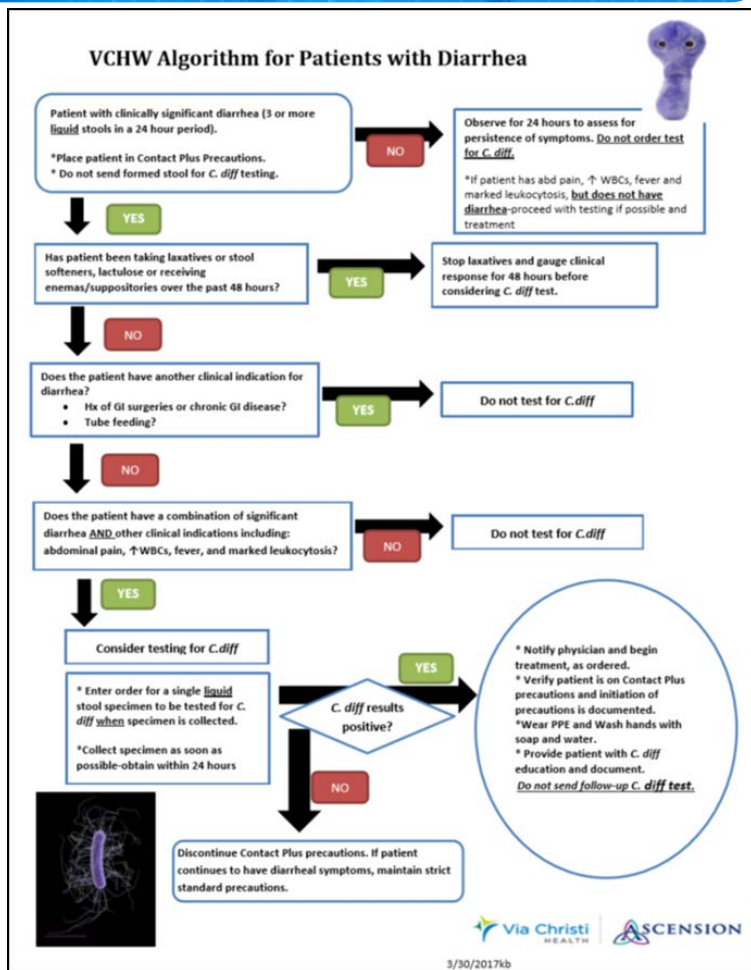 VCHW Algorithm for Patients with Diarrhea
Patient with clinically significant diarrhea (3 or more
liquid stools in a 24 hour period).
*Place patient in Contact Plus Precautions.
* Do not send formed stool for C. diff testing.
NO
Observe for 24 hours to assess for
persistence of symptoms. Do not order test
for C. diff.
*If patient has abd pain, ↑ WBCs, fever and
marked leukocytosis, but does not have
diarrhea-proceed with testing if possible and
treatment
YES
Has patient been taking laxatives or stool
softeners, lactulose or receiving
enemas/suppositories over the past 48 hours?
YES
Stop laxatives and gauge clinical
response for 48 hours before
considering C. diff test.
NO
Does the patient have another clinical indication for
diarrhea?
• Hx of GI surgeries or chronic GI disease?
• Tube feeding?
YES
Do not test for C.diff
NO
Does the patient have a combination of significant
diarrhea AND other clinical indications including:
abdominal pain, ↑WBCs, fever, and marked leukocytosis?
NO
Do not test for C.diff
YES
Consider testing for C.diff
* Enter order for a single liquid
stool specimen to be tested for C.
diff when specimen is collected.
*Collect specimen as soon as
possible-obtain within 24 hours
C. diff results
positive?
YES
* Notify physician and begin
treatment, as ordered.
* Verify patient is on Contact Plus
precautions and initiation of
precautions is documented.
*Wear PPE and Wash hands with
soap and water.
* Provide patient with C. diff
education and document.
Do not send follow-up C. diff test.
NO
Discontinue Contact Plus precautions. If patient
continues to have diarrheal symptoms, maintain strict
standard precautions.
Via Christi
HEALTH
ASCENSION
3/30/2017kb